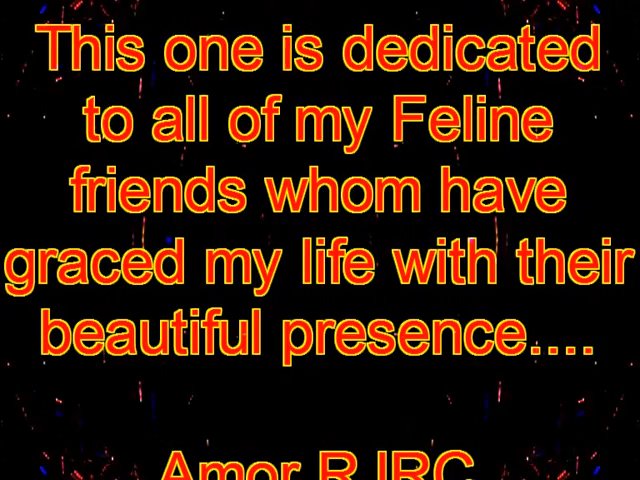 This one is dedicated
to all of my Feline
friends whom have
graced my life with their
beautiful presence....
Amor R.IRC